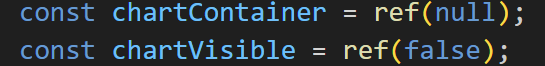 const chartContainer = ref(null);
const chartVisible = ref(false);